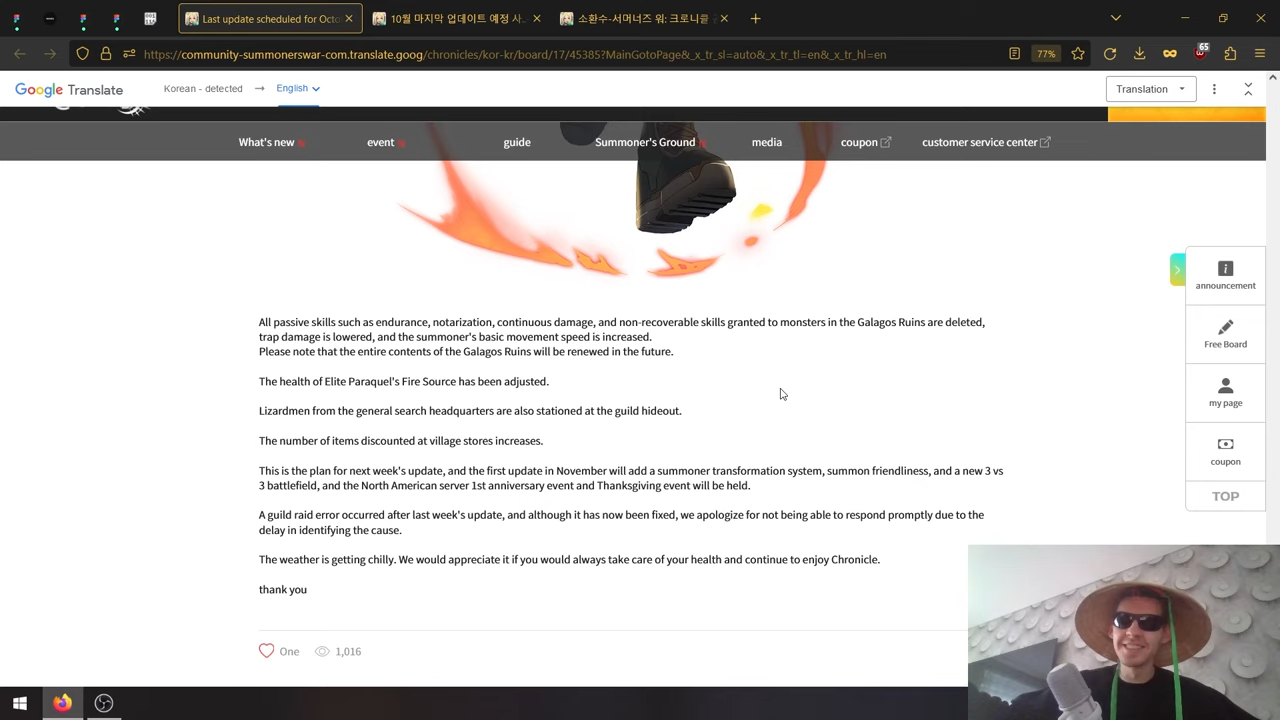 Last update scheduled for Octo
10월 마지막 업데이트 예정 사
소환수-서머너즈 워: 크로니클 공
https://community-summonerswar-com.translate.goog/chronicles/kor-kr/board/17/45385?MainGotoPage&_x_tr_sl=auto&_x_tr_tl=en&_x_tr_hl=en
77%
65
Google Translate
Korean - detected
English
Translation
What's new
event
guide
Summoner's Ground
media
coupon
customer service center
All passive skills such as endurance, notarization, continuous damage, and non-recoverable skills granted to monsters in the Galagos Ruins are deleted,
trap damage is lowered, and the summoner's basic movement speed is increased.
Please note that the entire contents of the Galagos Ruins will be renewed in the future.
The health of Elite Paraquel's Fire Source has been adjusted.
Lizardmen from the general search headquarters are also stationed at the guild hideout.
The number of items discounted at village stores increases.
This is the plan for next week's update, and the first update in November will add a summoner transformation system, summon friendliness, and a new 3 vs
3 battlefield, and the North American server 1st anniversary event and Thanksgiving event will be held.
A guild raid error occurred after last week's update, and although it has now been fixed, we apologize for not being able to respond promptly due to the
delay in identifying the cause.
The weather is getting chilly. We would appreciate it if you would always take care of your health and continue to enjoy Chronicle.
thank you
One
1,016
announcement
Free Board
my page
coupon
TOP